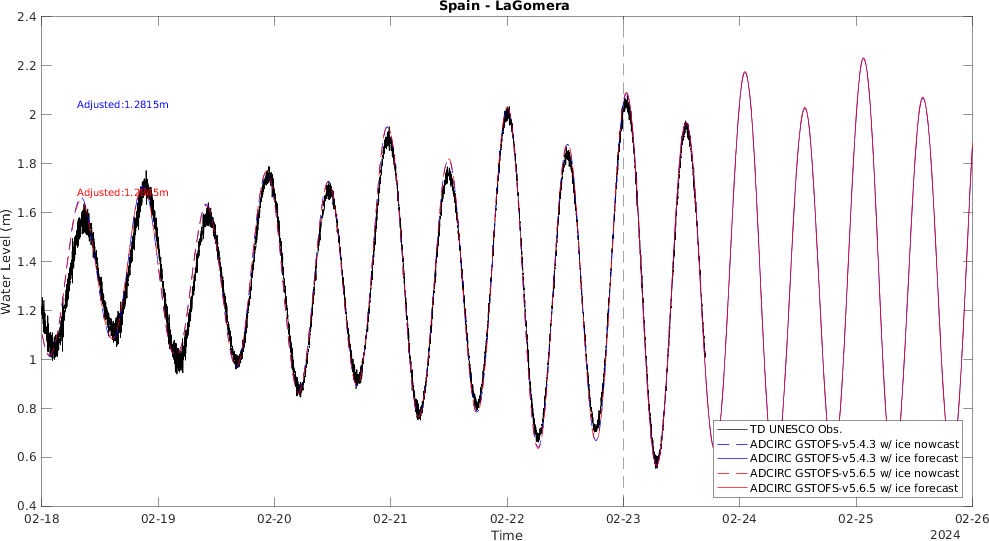 Spain - LaGomera
2.4
2.2
2
1.8
1.6
1.4
1.2
1
0.8
0.6
0.4
Water Level (m)
Adjusted:1.2815m
TD UNESCO Obs.
ADCIRC GSTOFS-v5.4.3 w/ ice nowcast
ADCIRC GSTOFS-v5.4.3 w/ ice forecast
ADCIRC GSTOFS-v5.6.5 w/ ice nowcast
ADCIRC GSTOFS-v5.6.5 w/ ice forecast
02-18
02-19
02-20
02-21
02-22
02-23
02-24
02-25
02-26
Time
2024